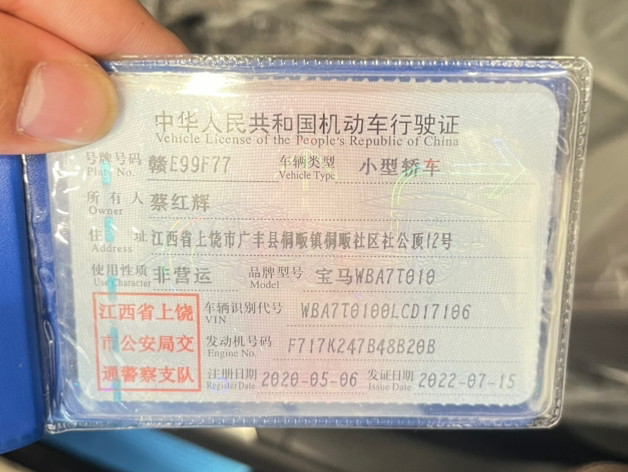 中华人民共和国机动车行驶证
Vehicle License of the People's Republic of China
号牌号码 赣E99F77 车辆类型 小型轿车
Plate No. Vehicle Type
所有人 蔡红辉
Owner
住址 江西省上饶市广丰县桐畈镇桐畈社区社公顶12号
Address
使用性质 非营运 品牌型号 宝马WBA7T010
Use Character Model
江西省上饶 车辆识别代号 WBA7T0100LCD17106
VIN
市公安局交 发动机号码 F717K247B48B20B
Engine No.
通警察支队 注册日期 2020-05-06 发证日期 2022-07-15
Register Date Issue Date